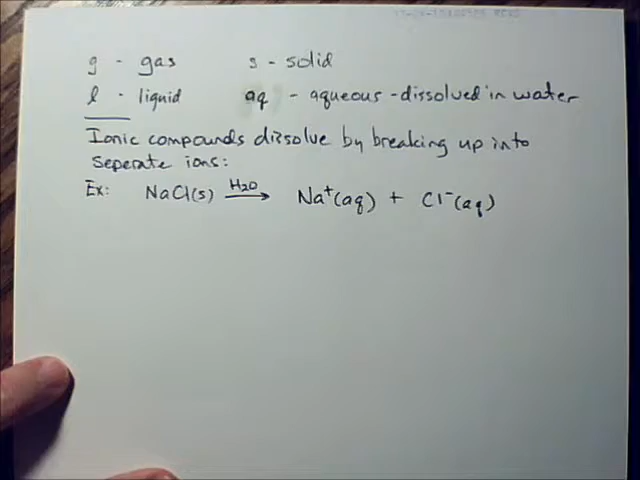 g - gas s - solid
l - liquid aq - aqueous - dissolved in water
Ionic compounds dissolve by breaking up into
seperate ions:
Ex: NaCl(s) H₂O → Na⁺(aq) + Cl⁻(aq)